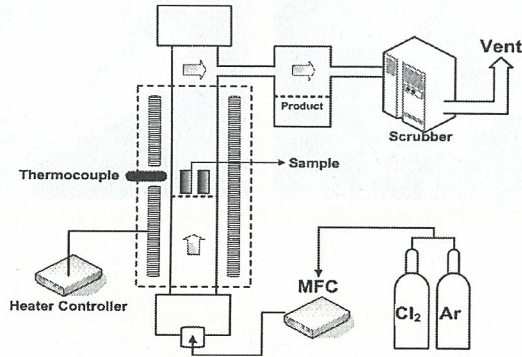 Vent
Product
Scrubber
Sample
Thermocouple
Heater Controller
MFC
Cl₂
Ar